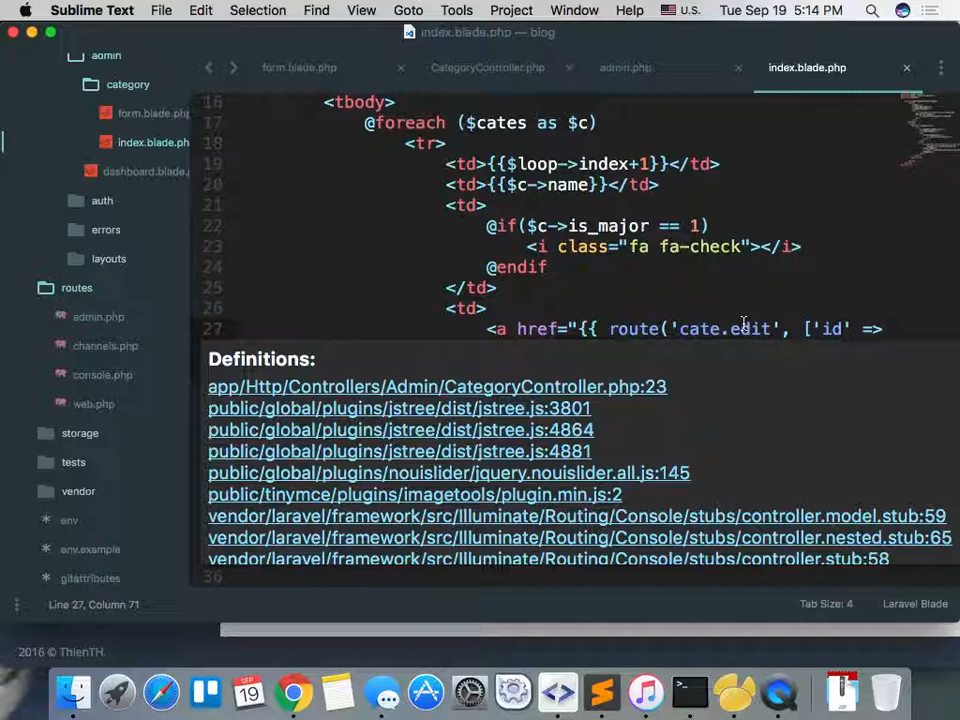 Sublime Text File Edit Selection Find View Goto Tools Project Window Help U.S. Tue Sep 19 5:14 PM
index.blade.php — blog
admin
category
form.blade.php
index.blade.ph
dashboard.blade.
auth
errors
layouts
routes
admin.php
channels.php
console.php
web.php
storage
tests
vendor
env
env.example
gitattributes
form.blade.php CategoryController.php admin.php index.blade.php
16 <tbody>
17 @foreach ($cates as $c)
18 <tr>
19 <td>{{$loop->index+1}}</td>
20 <td>{{$c->name}}</td>
21 <td>
22 @if($c->is_major == 1)
23 <i class="fa fa-check"></i>
24 @endif
25 </td>
26 <td>
27 <a href="{{ route('cate.edit', ['id' =>
Definitions:
app/Http/Controllers/Admin/CategoryController.php:23
public/global/plugins/jstree/dist/jstree.js:3801
public/global/plugins/jstree/dist/jstree.js:4864
public/global/plugins/jstree/dist/jstree.js:4881
public/global/plugins/nouislider/jquery.nouislider.all.js:145
public/tinymce/plugins/imagetools/plugin.min.js:2
vendor/laravel/framework/src/Illuminate/Routing/Console/stubs/controller.model.stub:59
vendor/laravel/framework/src/Illuminate/Routing/Console/stubs/controller.nested.stub:65
vendor/laravel/framework/src/Illuminate/Routing/Console/stubs/controller.stub:58
36
Line 27, Column 71 Tab Size: 4 Laravel Blade
2016 © ThienTH.
19